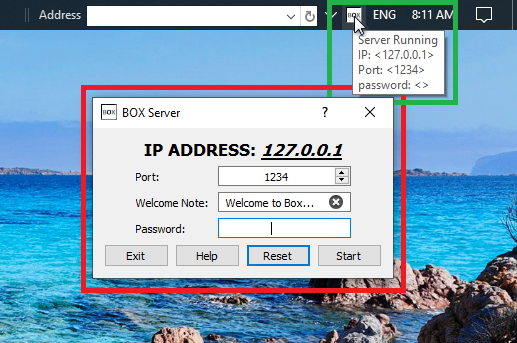 Address
BOX
ENG
8:11 AM
Server Running
IP: <127.0.0.1>
Port: <1234>
password: <>
BOX
BOX Server
?
IP ADDRESS: 127.0.0.1
Port:
1234
Welcome Note:
Welcome to Box...
Password:
Exit
Help
Reset
Start